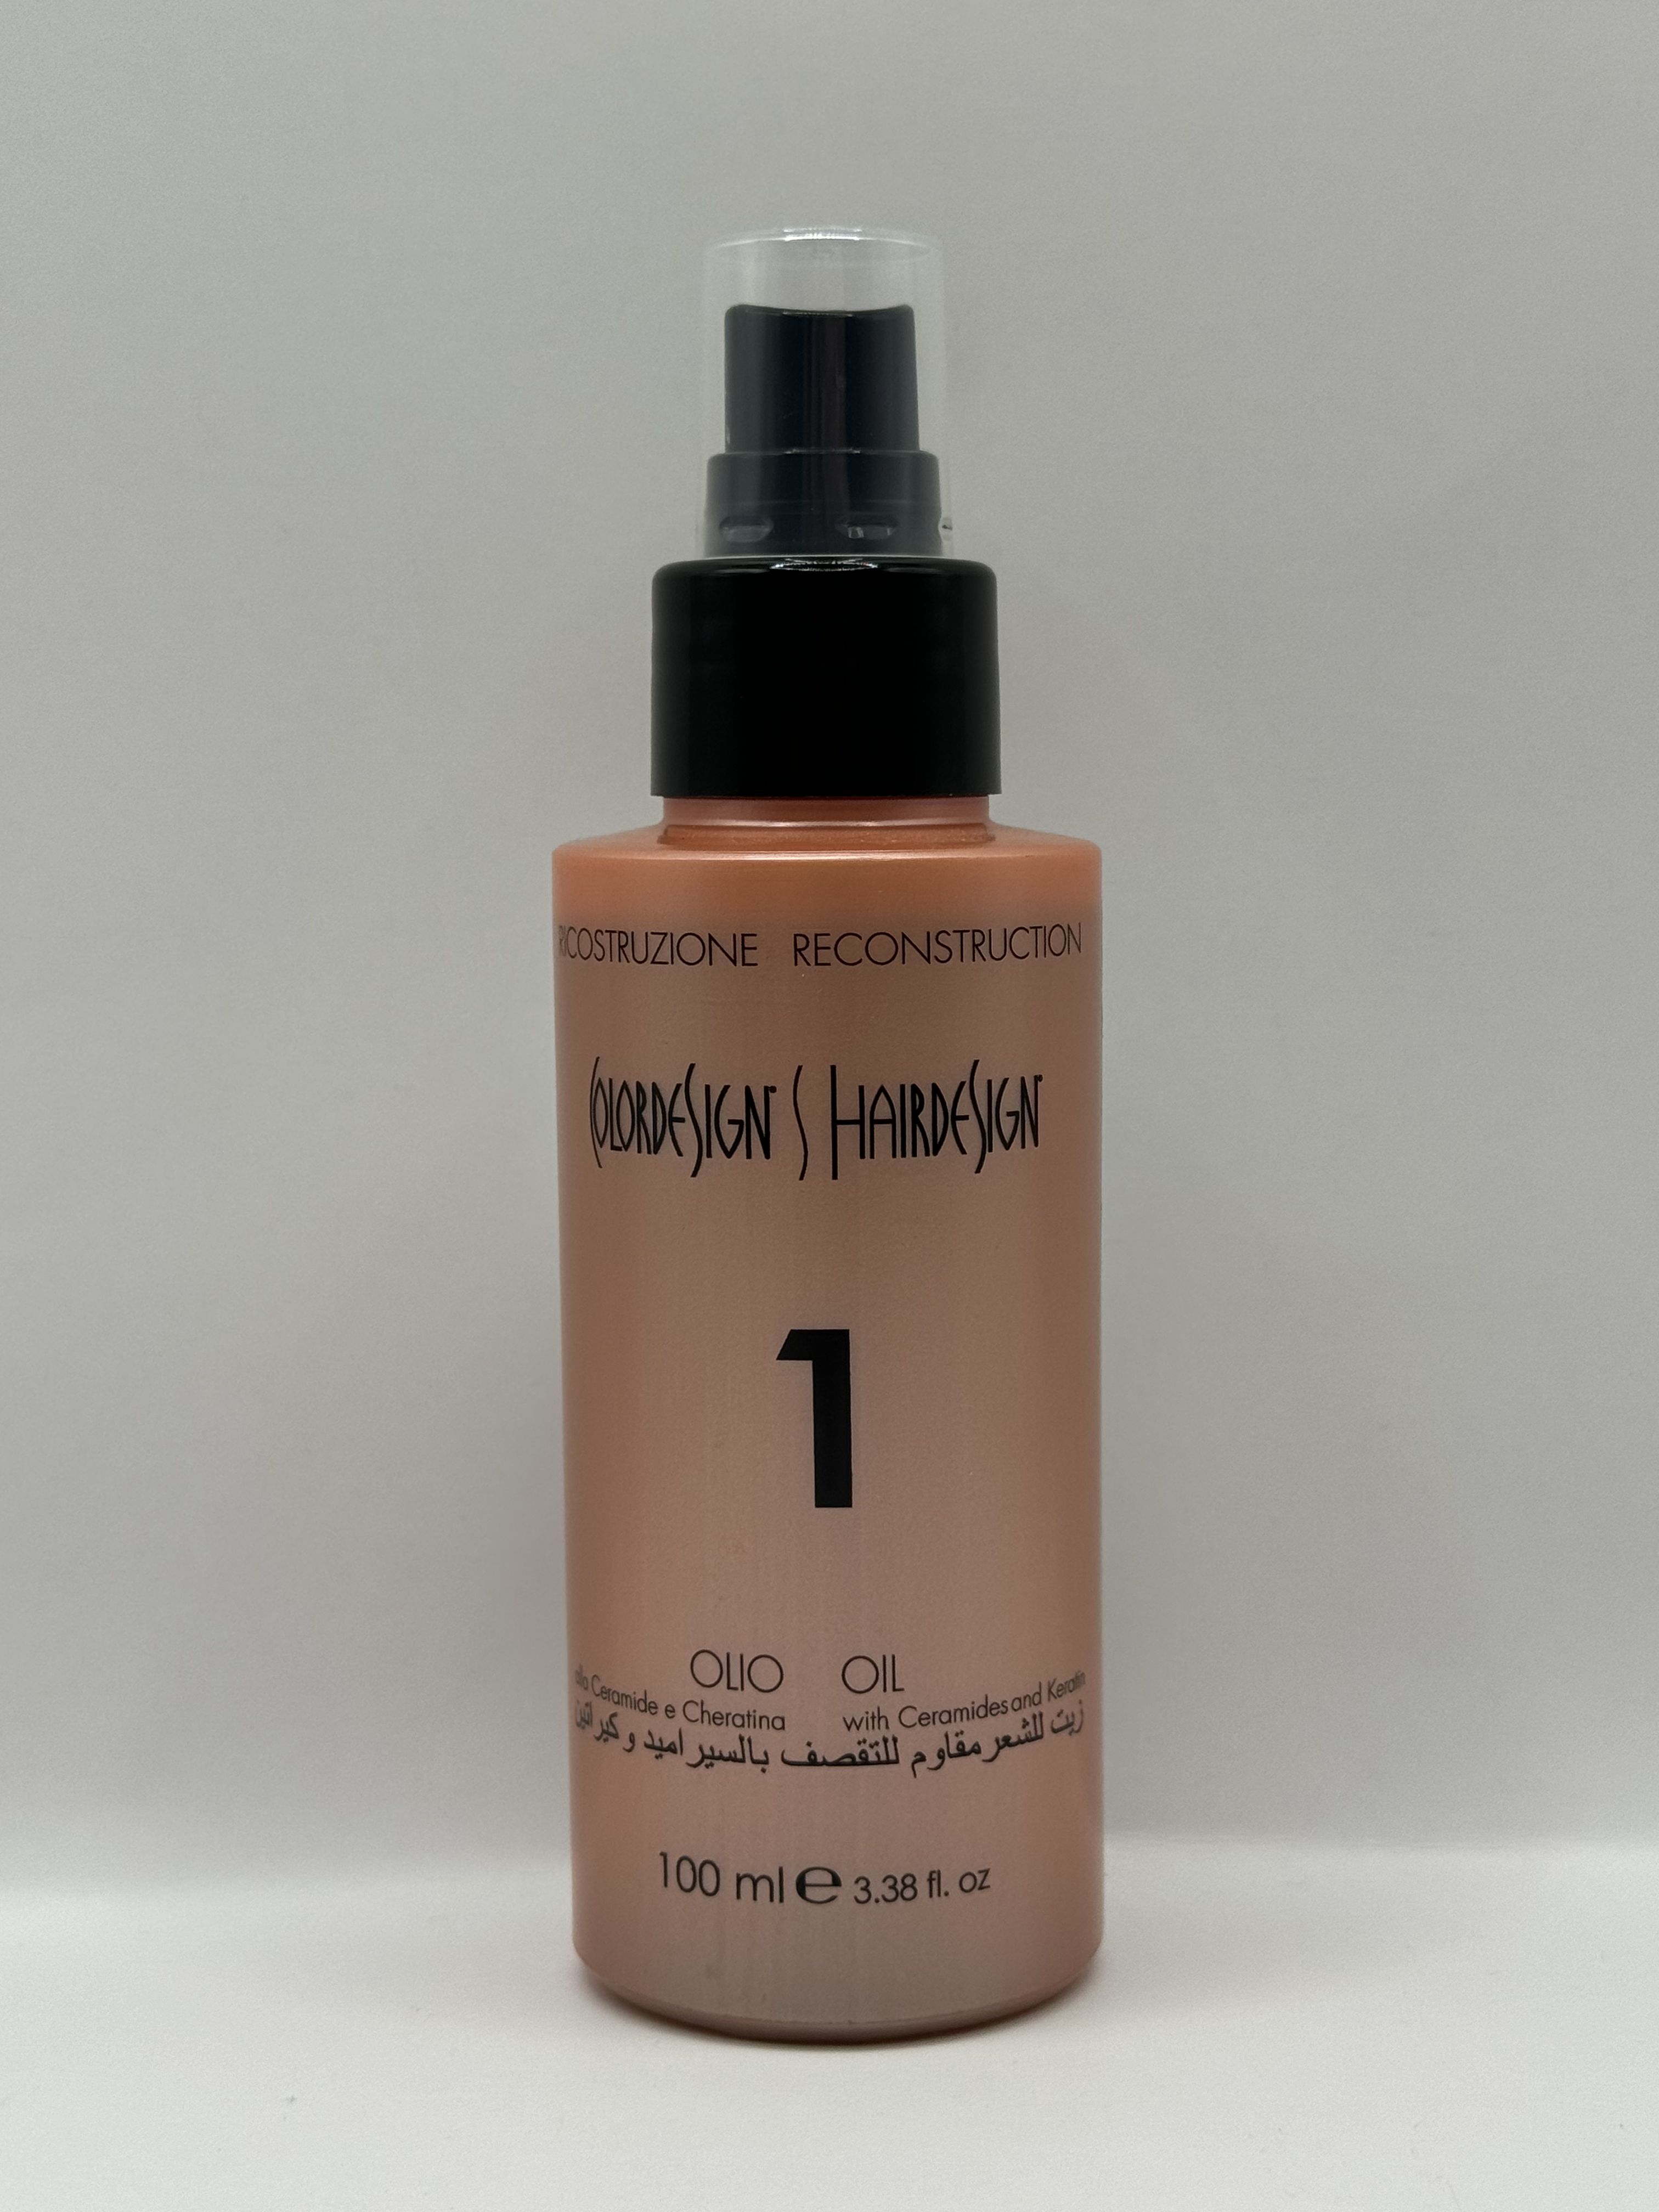 RICOSTRUZIONE RECONSTRUCTION
COLORDESIGN S HAIRDESIGN
1
OLIO OIL
alla Ceramide e Cheratina with Ceramides and Keratin
زيت للشعر مقاوم للتقصف بالسيراميد و كيراتين
100 ml e 3.38 fl. oz